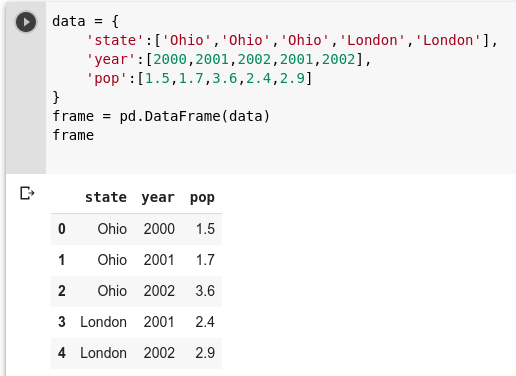 data = {
    'state':['Ohio','Ohio','Ohio','London','London'],
    'year':[2000,2001,2002,2001,2002],
    'pop':[1.5,1.7,3.6,2.4,2.9]
}
frame = pd.DataFrame(data)
frame
state year pop
0 Ohio 2000 1.5
1 Ohio 2001 1.7
2 Ohio 2002 3.6
3 London 2001 2.4
4 London 2002 2.9